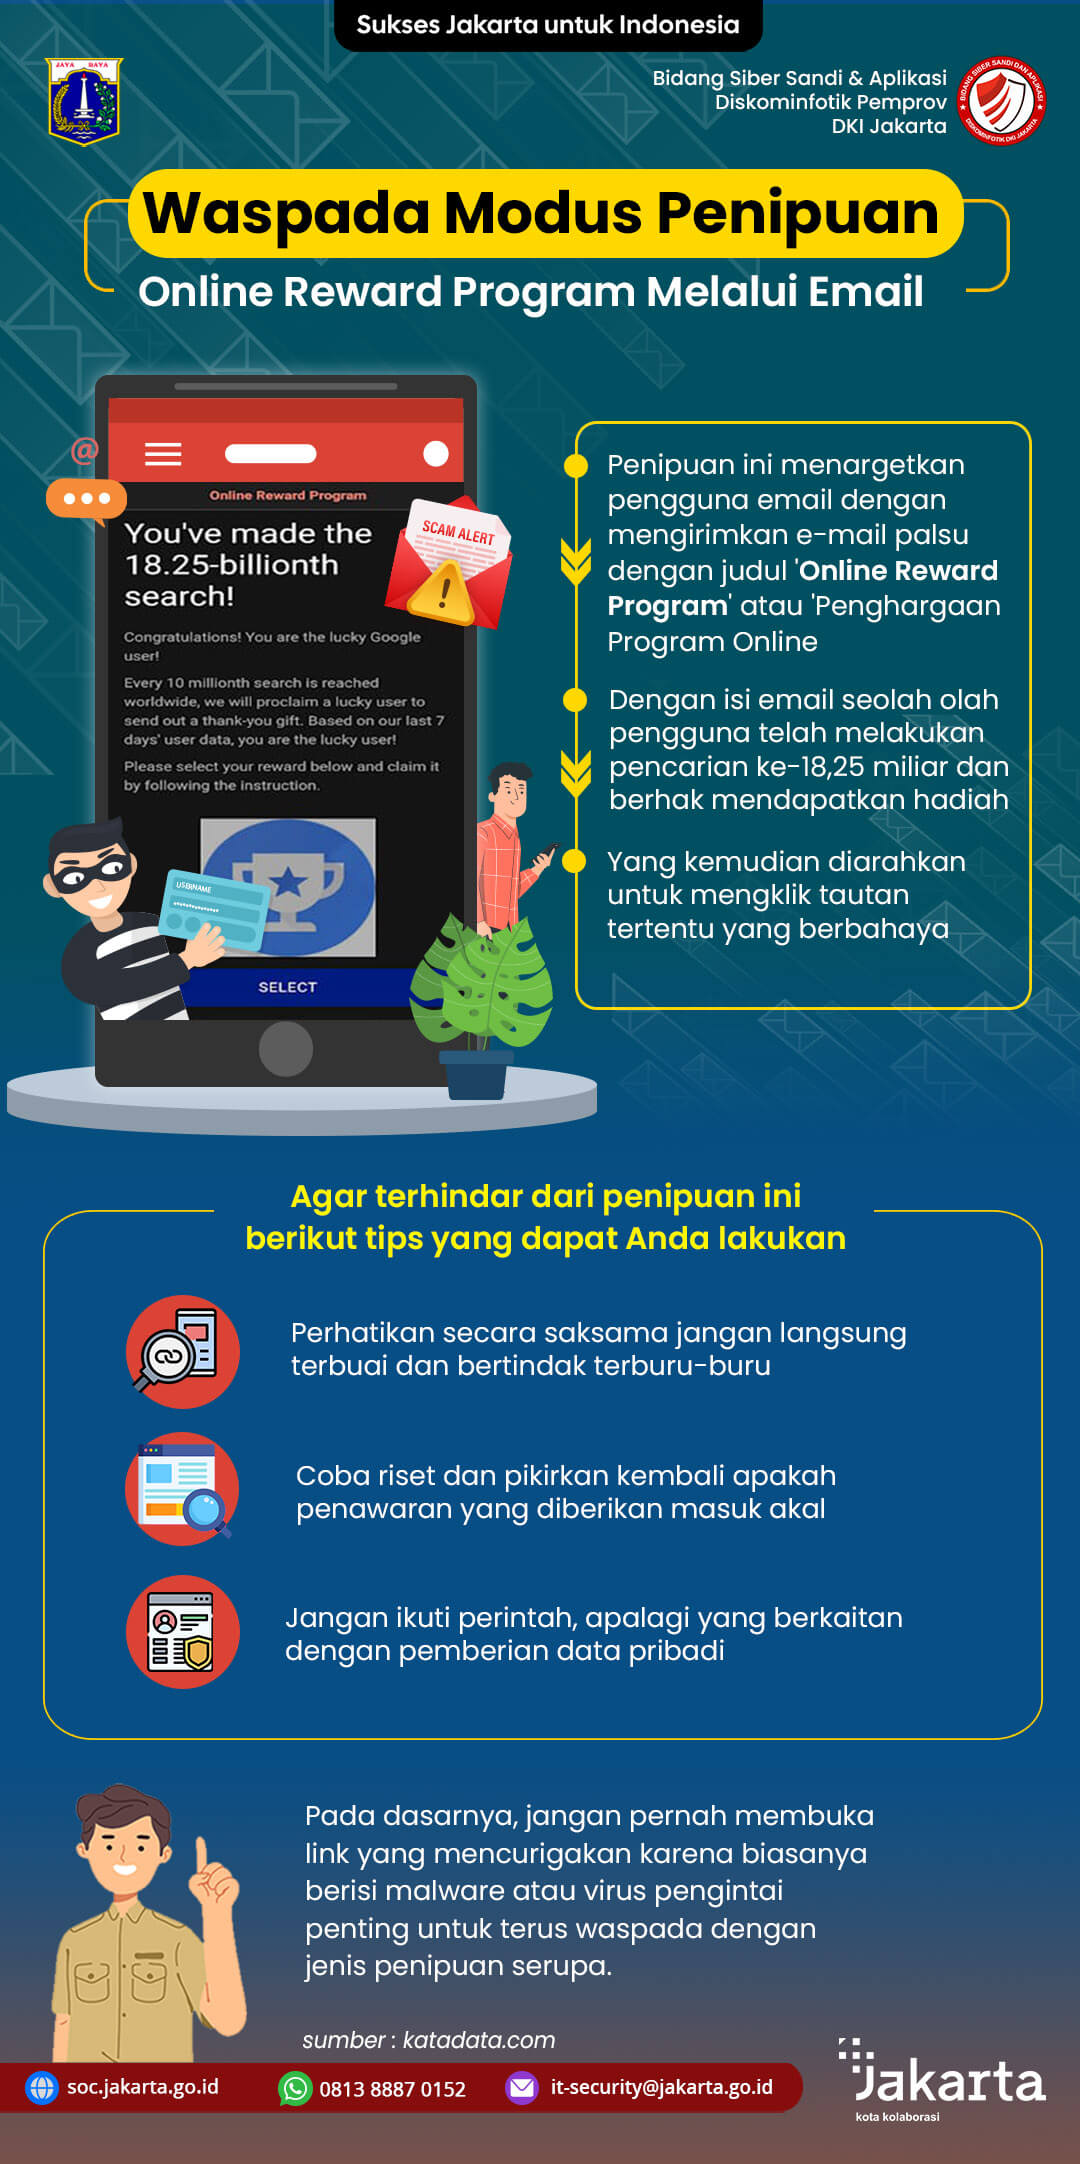 Sukses Jakarta untuk Indonesia
JAYA RAYA
Bidang Siber Sandi & Aplikasi
Diskominfotik Pemprov
DKI Jakarta
BIDANG SIBER SANDI DAN APLIKASI
DISKOMINFOTIK DKI JAKARTA
Waspada Modus Penipuan
Online Reward Program Melalui Email
@
Online Reward Program
You've made the
18.25-billionth
search!
Congratulations! You are the lucky Google
user!
Every 10 millionth search is reached
worldwide, we will proclaim a lucky user to
send out a thank-you gift. Based on our last 7
days' user data, you are the lucky user!
Please select your reward below and claim it
by following the instruction.
SCAM ALERT
USERNAME
SELECT
Penipuan ini menargetkan
pengguna email dengan
mengirimkan e-mail palsu
dengan judul 'Online Reward
Program' atau 'Penghargaan
Program Online
Dengan isi email seolah olah
pengguna telah melakukan
pencarian ke-18,25 miliar dan
berhak mendapatkan hadiah
Yang kemudian diarahkan
untuk mengklik tautan
tertentu yang berbahaya
Agar terhindar dari penipuan ini
berikut tips yang dapat Anda lakukan
Perhatikan secara saksama jangan langsung
terbuai dan bertindak terburu-buru
Coba riset dan pikirkan kembali apakah
penawaran yang diberikan masuk akal
Jangan ikuti perintah, apalagi yang berkaitan
dengan pemberian data pribadi
Pada dasarnya, jangan pernah membuka
link yang mencurigakan karena biasanya
berisi malware atau virus pengintai
penting untuk terus waspada dengan
jenis penipuan serupa.
sumber : katadata.com
soc.jakarta.go.id
0813 8887 0152
it-security@jakarta.go.id
Jakarta
kota kolaborasi